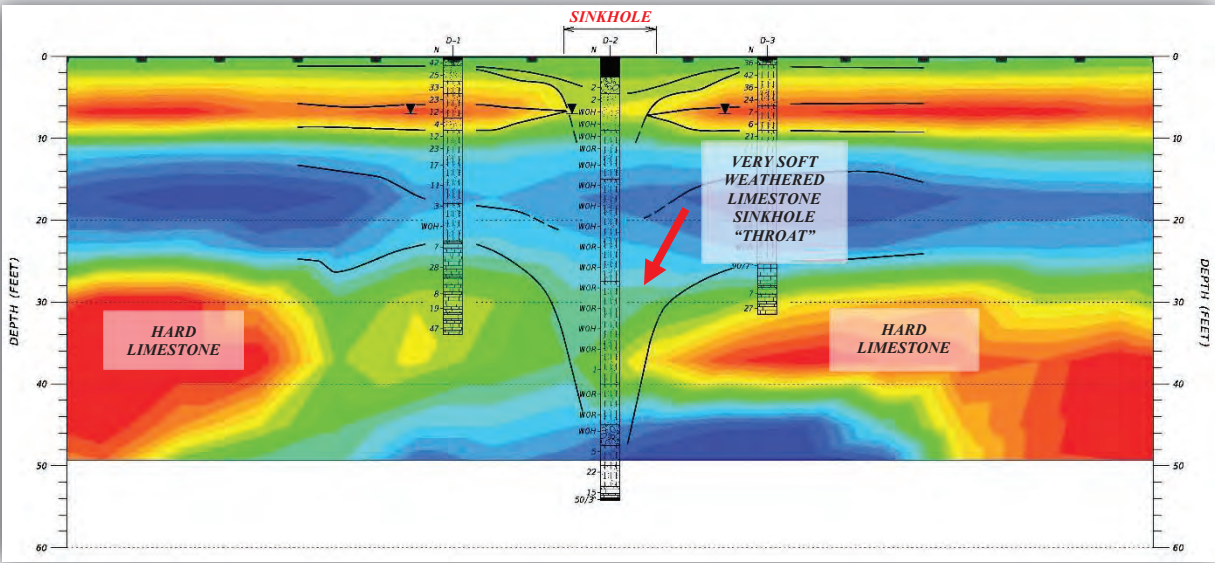 SINKHOLE
D-1
D-2
D-3
N
N
N
0
10
20
30
40
50
60
DEPTH (FEET)
42
25
33
23
12
4
12
23
17
11
3
WOH
7
28
8
19
47
2
2
WOH
WOH
WOR
WOH
WOH
WOH
WOR
WOR
WOR
WOH
WOR
1
WOR
WOR
WOH
5
22
15
50/3"
36
42
36
24
7
6
21
90/7"
7
27
VERY SOFT
WEATHERED
LIMESTONE
SINKHOLE
“THROAT”
HARD
LIMESTONE
HARD
LIMESTONE
0
10
20
30
40
50
60
DEPTH (FEET)